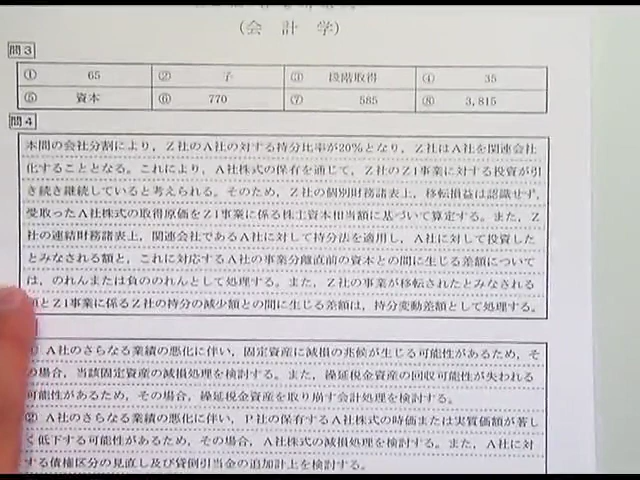 (会 計 学)
問3
① 65 ② 子 ③ 段階取得 ④ 35
⑤ 資本 ⑥ 770 ⑦ 585 ⑧ 3,815
問4
本問の会社分割により，Z社のA社の対する持分比率が20%となり，Z社はA社を関連会社
化することとなる。これにより，A社株式の保有を通じて，Z社のZ1事業に対する投資が引
き続き継続していると考えられる。そのため，Z社の個別財務諸表上，移転損益は認識せず，
受取ったA社株式の取得原価をZ1事業に係る株主資本相当額に基づいて算定する。また，Z
社の連結財務諸表上，関連会社であるA社に対して持分法を適用し，A社に対して投資した
とみなされる額と，これに対応するA社の事業分離直前の資本との間に生じる差額について
は，のれんまたは負ののれんとして処理する。また，Z社の事業が移転されたとみなされる
とZ1事業に係るZ社の持分の減少額との間に生じる差額は，持分変動差額として処理する。
A社のさらなる業績の悪化に伴い，固定資産に減損の兆候が生じる可能性があるため，そ
の場合，当該固定資産の減損処理を検討する。また，繰延税金資産の回収可能性が失われる
可能性があるため，その場合，繰延税金資産を取り崩す会計処理を検討する。
② A社のさらなる業績の悪化に伴い，P社の保有するA社株式の時価または実質価額が著し
く低下する可能性があるため，その場合，A社株式の減損処理を検討する。また，A社に対
する債権区分の見直し及び貸倒引当金の追加計上を検討する。